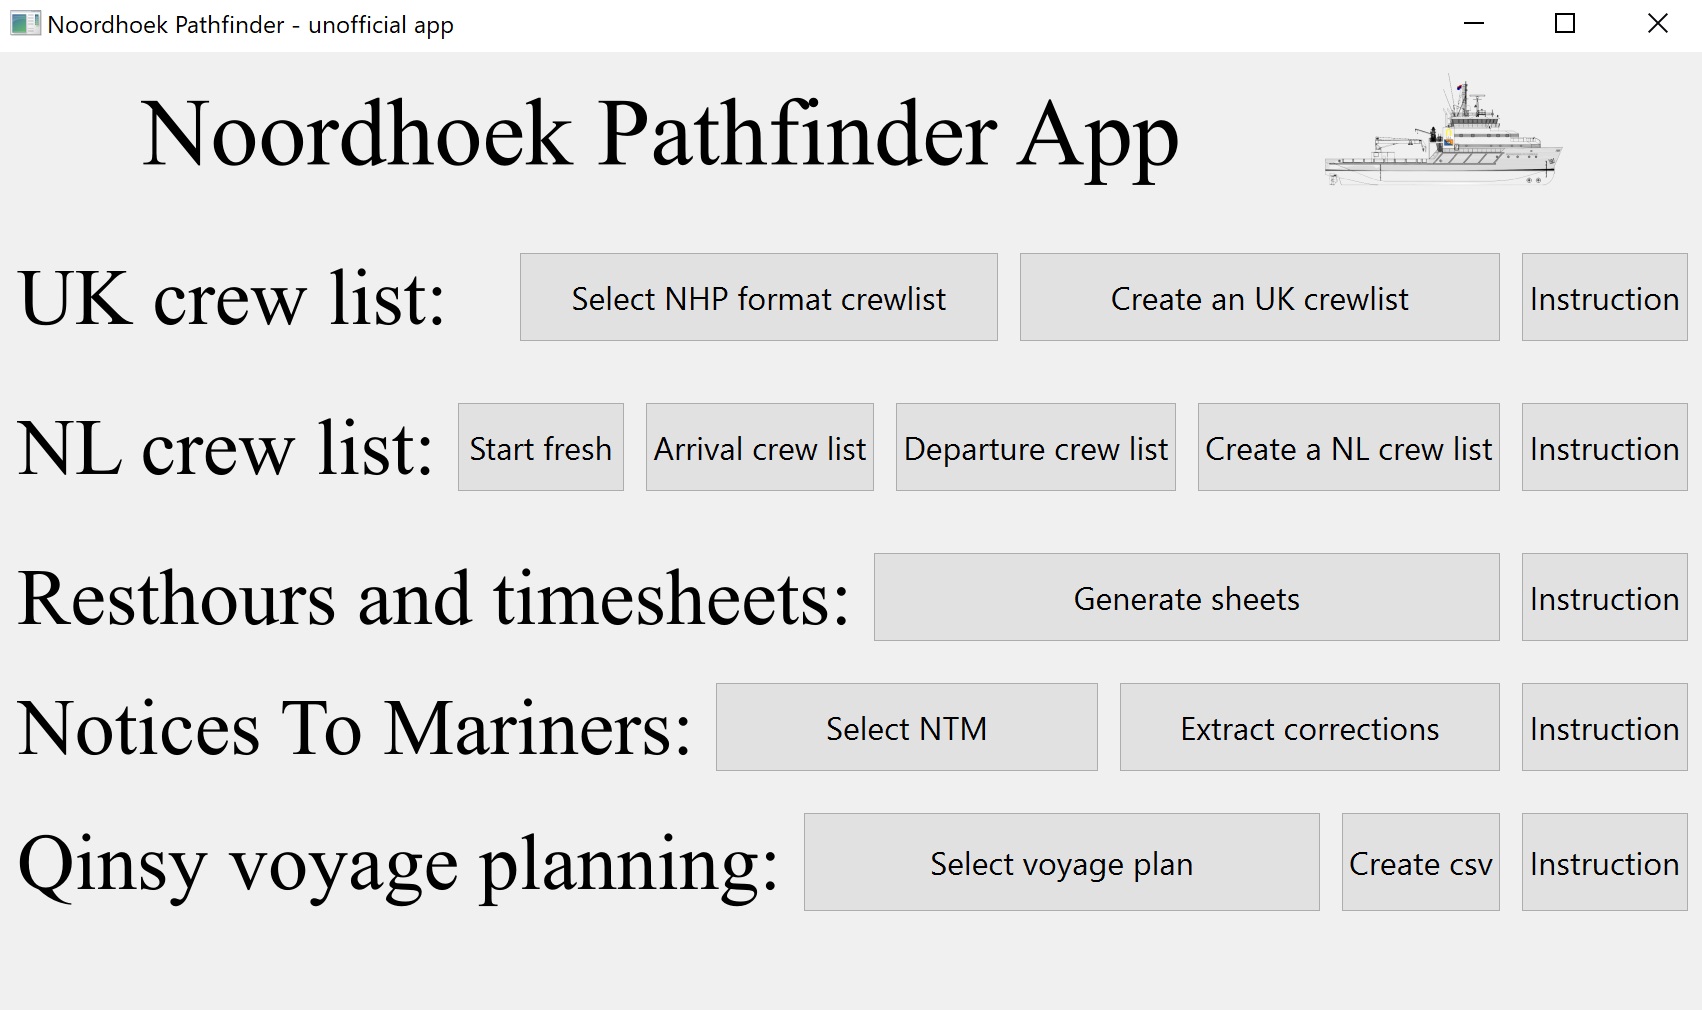 Noordhoek Pathfinder - unofficial app
Noordhoek Pathfinder App
UK crew list: Select NHP format crewlist Create an UK crewlist Instruction
NL crew list: Start fresh Arrival crew list Departure crew list Create a NL crew list Instruction
Resthours and timesheets: Generate sheets Instruction
Notices To Mariners: Select NTM Extract corrections Instruction
Qinsy voyage planning: Select voyage plan Create csv Instruction